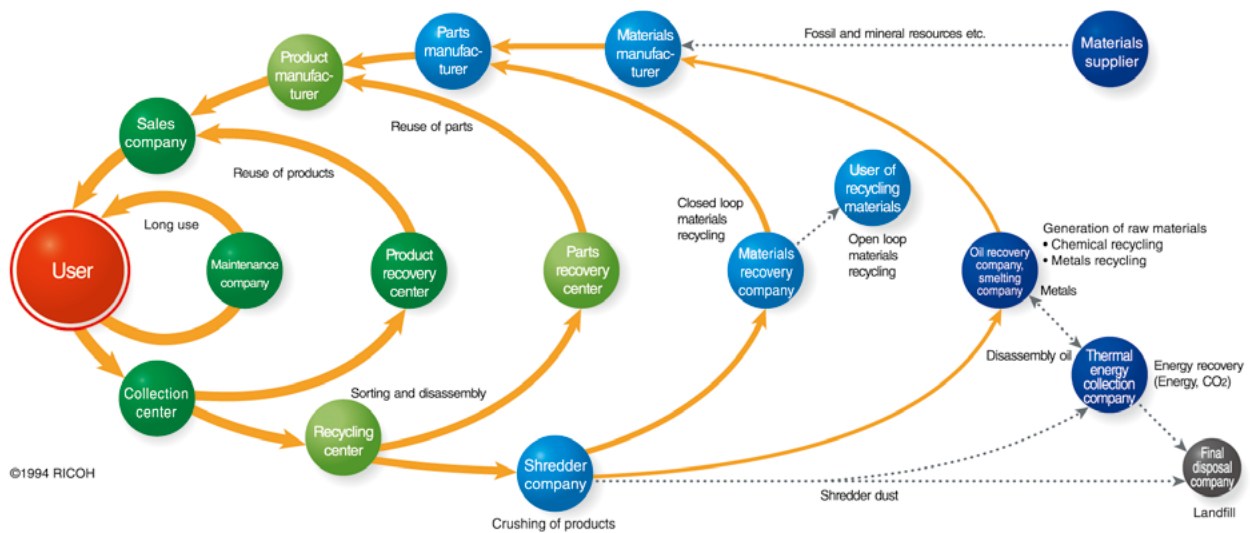 Parts
manufac-
turer
Materials
manufac-
turer
Fossil and mineral resources etc.
Materials
supplier
Product
manufac-
turer
Sales
company
Reuse of parts
Reuse of products
User of
recycling
materials
Long use
Closed loop
materials
recycling
Open loop
materials
recycling
Generation of raw materials
• Chemical recycling
• Metals recycling
User
Maintenance
company
Product
recovery
center
Parts
recovery
center
Materials
recovery
company
Oil recovery
company,
smelting
company
Metals
Disassembly oil
Thermal
energy
collection
company
Energy recovery
(Energy, CO2)
Collection
center
Sorting and disassembly
Recycling
center
Shredder
company
Crushing of products
Shredder dust
Final
disposal
company
Landfill
©1994 RICOH